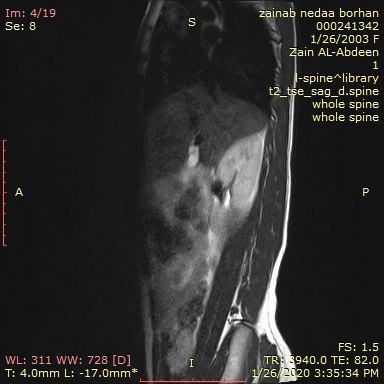 Im: 4/19
Se: 8
S
zainab nedaa borhan
000241342
1/26/2003 F
Zain AL-Abdeen
1
l-spine^library
t2_tse_sag_d.spine
whole spine
whole spine
A
P
WL: 311 WW: 728 [D]
T: 4.0mm L: -17.0mm*
I
FS: 1.5
TR: 3940.0 TE: 82.0
1/26/2020 3:35:34 PM